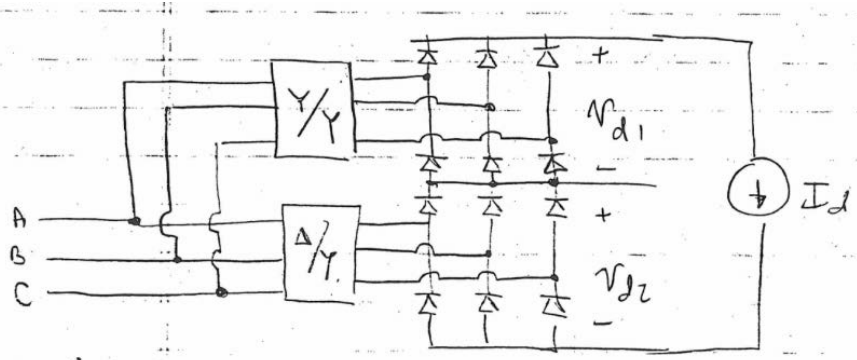 Y/Y
+
Vd1
-
A
B
C
Δ/Y
+
Vd2
-
Id